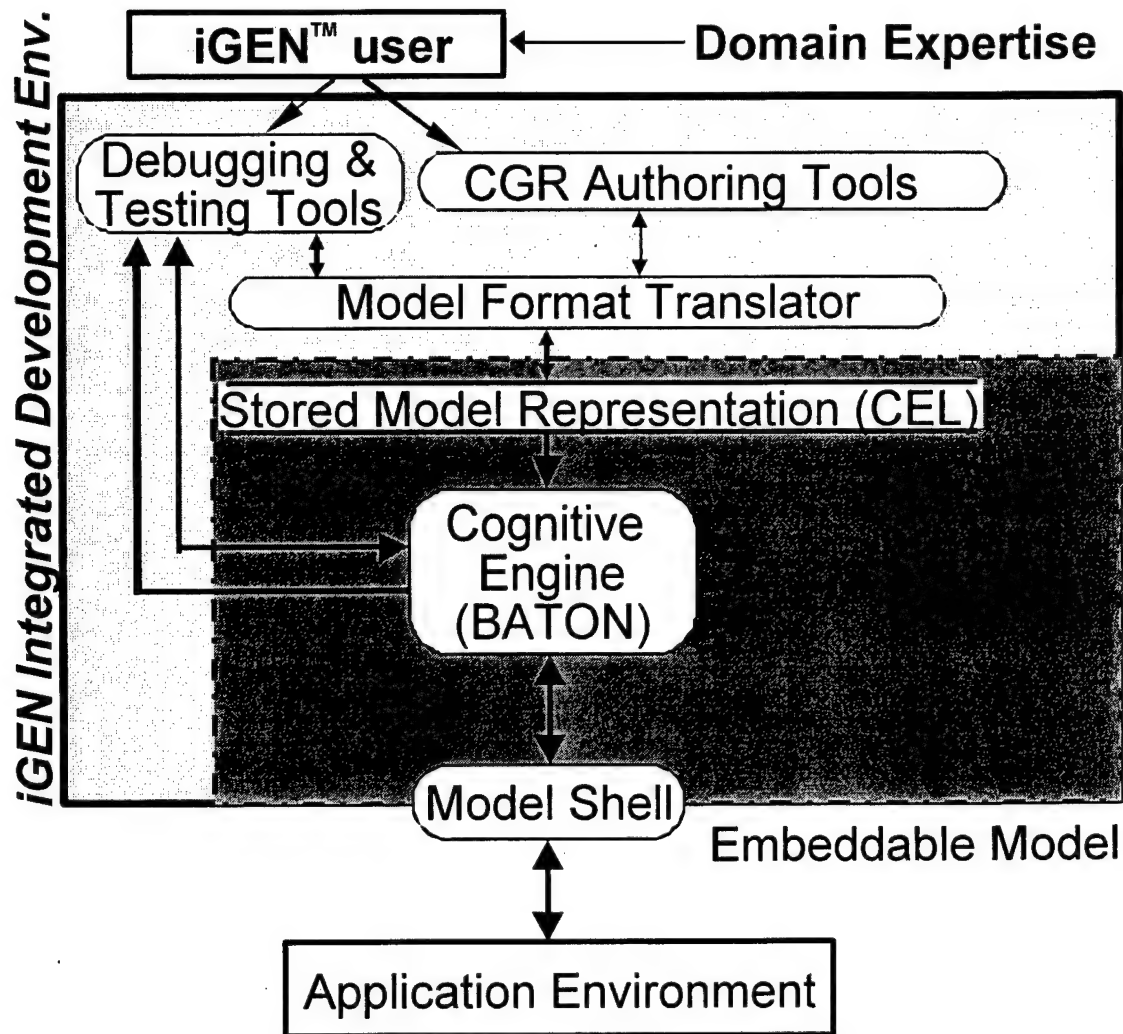 iGEN™ user
Domain Expertise
iGEN Integrated Development Env.
Debugging &
Testing Tools
CGR Authoring Tools
Model Format Translator
Stored Model Representation (CEL)
Cognitive
Engine
(BATON)
Model Shell
Embeddable Model
Application Environment